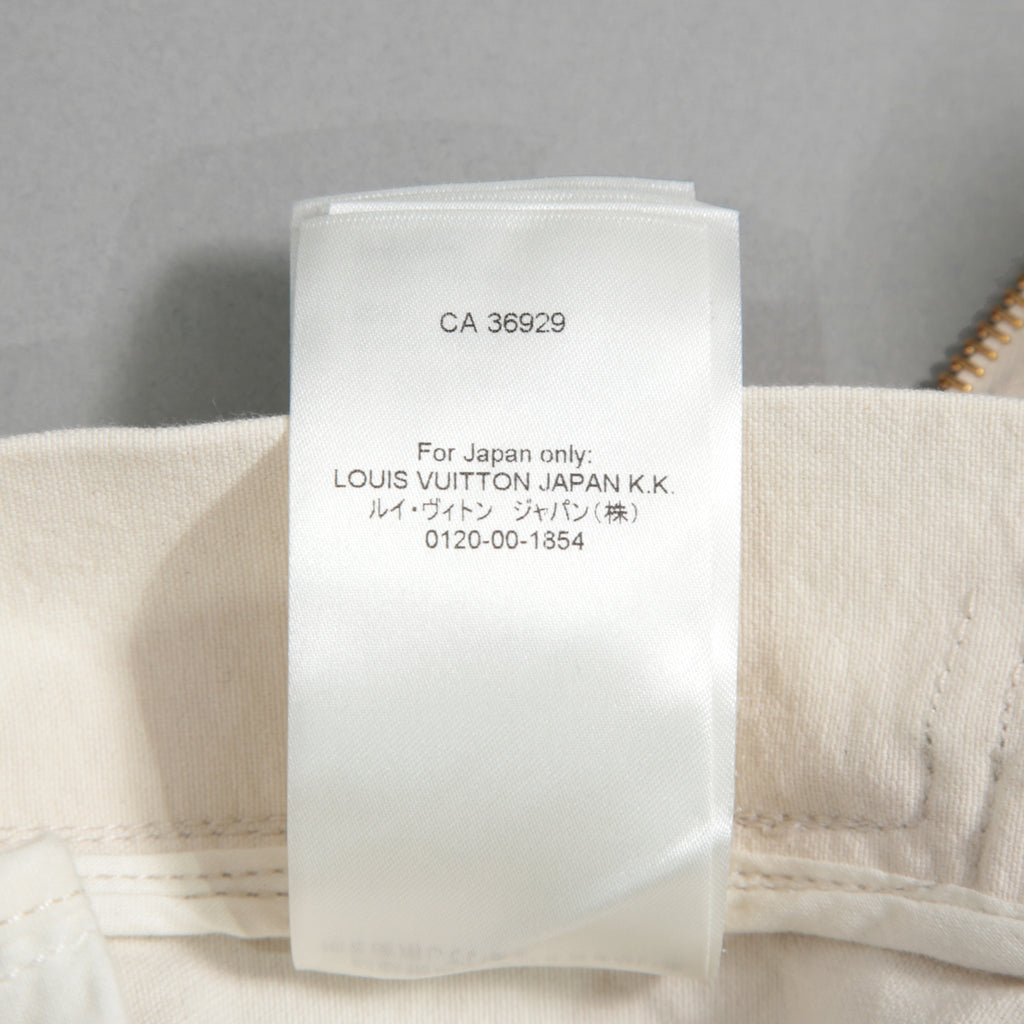 CA 36929
For Japan only:
LOUIS VUITTON JAPAN K.K.
ルイ・ヴィトン　ジャパン（株）
0120-00-1854